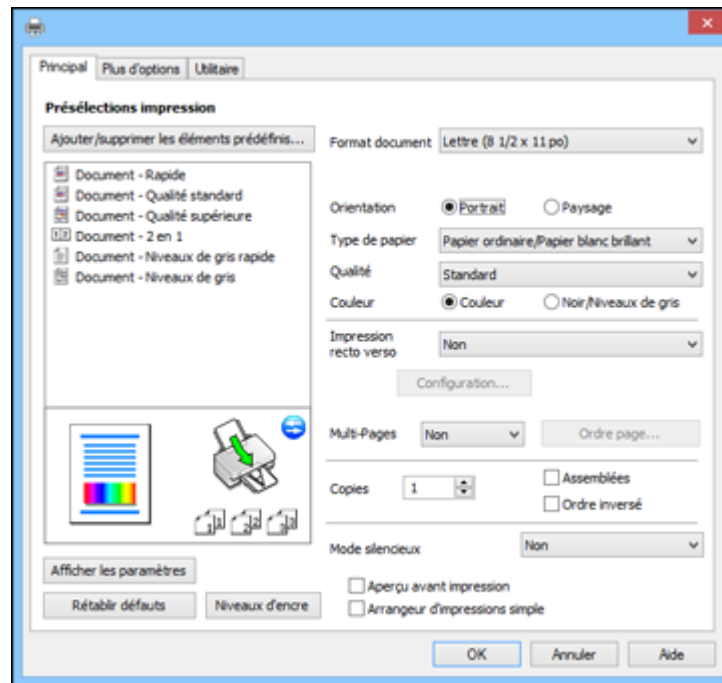 Principal Plus d'options Utilitaire
Présélections impression
Ajouter/supprimer les éléments prédéfinis...
Document - Rapide
Document - Qualité standard
Document - Qualité supérieure
Document - 2 en 1
Document - Niveaux de gris rapide
Document - Niveaux de gris
Format document Lettre (8 1/2 x 11 po)
Orientation Portrait Paysage
Type de papier Papier ordinaire/Papier blanc brillant
Qualité Standard
Couleur Couleur Noir/Niveaux de gris
Impression
recto verso Non
Configuration...
Multi-Pages Non Ordre page...
Copies 1 Assemblées
Ordre inversé
Mode silencieux Non
Aperçu avant impression
Arrangeur d'impressions simple
Afficher les paramètres
Rétablir défauts Niveaux d'encre
OK Annuler Aide